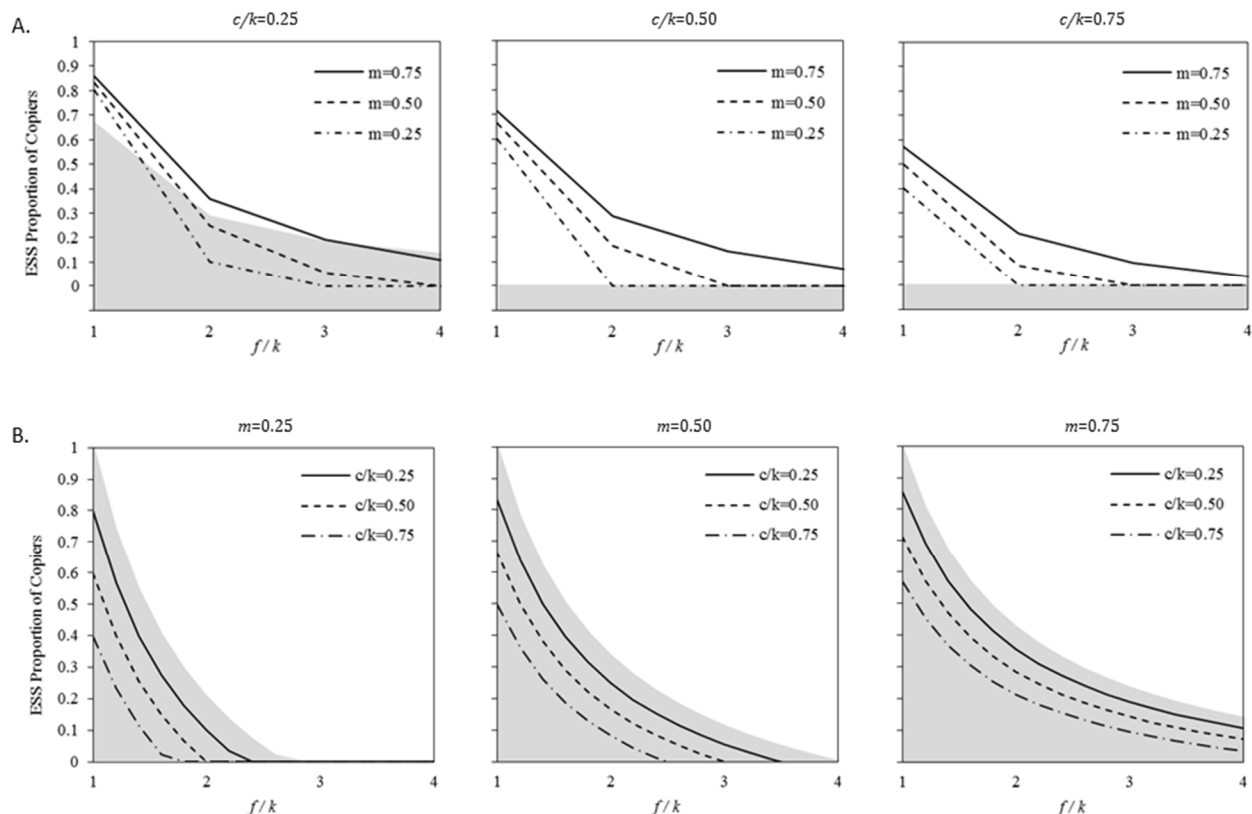 A.
c/k=0.25
c/k=0.50
c/k=0.75
ESS Proportion of Copiers
1
0.9
0.8
0.7
0.6
0.5
0.4
0.3
0.2
0.1
0
m=0.75
m=0.50
m=0.25
m=0.75
m=0.50
m=0.25
m=0.75
m=0.50
m=0.25
1 2 3 4
1 2 3 4
1 2 3 4
f / k
f / k
f / k
B.
m=0.25
m=0.50
m=0.75
ESS Proportion of Copiers
1
0.9
0.8
0.7
0.6
0.5
0.4
0.3
0.2
0.1
0
c/k=0.25
c/k=0.50
c/k=0.75
c/k=0.25
c/k=0.50
c/k=0.75
c/k=0.25
c/k=0.50
c/k=0.75
1 2 3 4
1 2 3 4
1 2 3 4
f / k
f / k
f / k